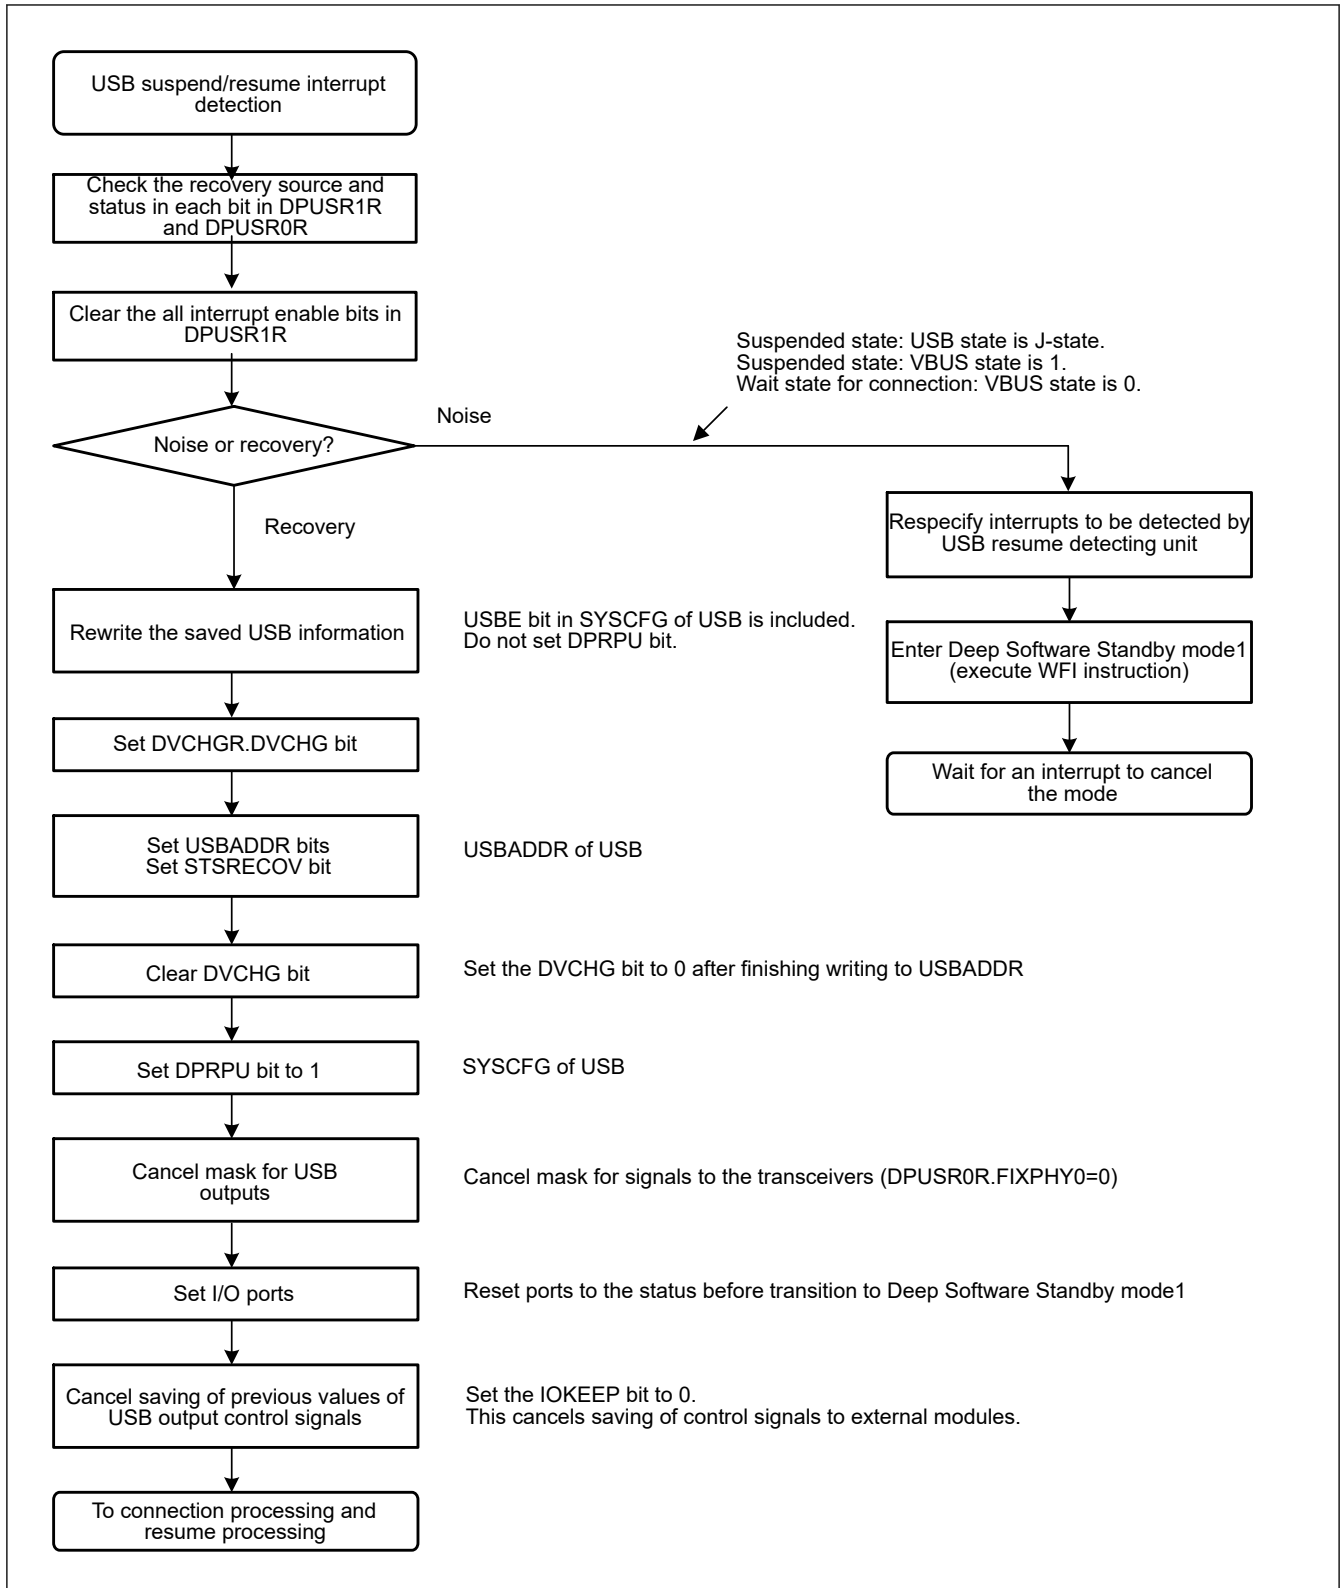 USB suspend/resume interrupt
detection
Check the recovery source and
status in each bit in DPUSR1R
and DPUSR0R
Clear the all interrupt enable bits in
DPUSR1R
Suspended state: USB state is J-state.
Suspended state: VBUS state is 1.
Wait state for connection: VBUS state is 0.
Noise
Noise or recovery?
Recovery
Respecify interrupts to be detected by
USB resume detecting unit
Enter Deep Software Standby mode1
(execute WFI instruction)
Wait for an interrupt to cancel
the mode
Rewrite the saved USB information
USBE bit in SYSCFG of USB is included.
Do not set DPRPU bit.
Set DVCHGR.DVCHG bit
Set USBADDR bits
Set STSRECOV bit
USBADDR of USB
Clear DVCHG bit
Set the DVCHG bit to 0 after finishing writing to USBADDR
Set DPRPU bit to 1
SYSCFG of USB
Cancel mask for USB
outputs
Cancel mask for signals to the transceivers (DPUSR0R.FIXPHY0=0)
Set I/O ports
Reset ports to the status before transition to Deep Software Standby mode1
Cancel saving of previous values of
USB output control signals
Set the IOKEEP bit to 0.
This cancels saving of control signals to external modules.
To connection processing and
resume processing